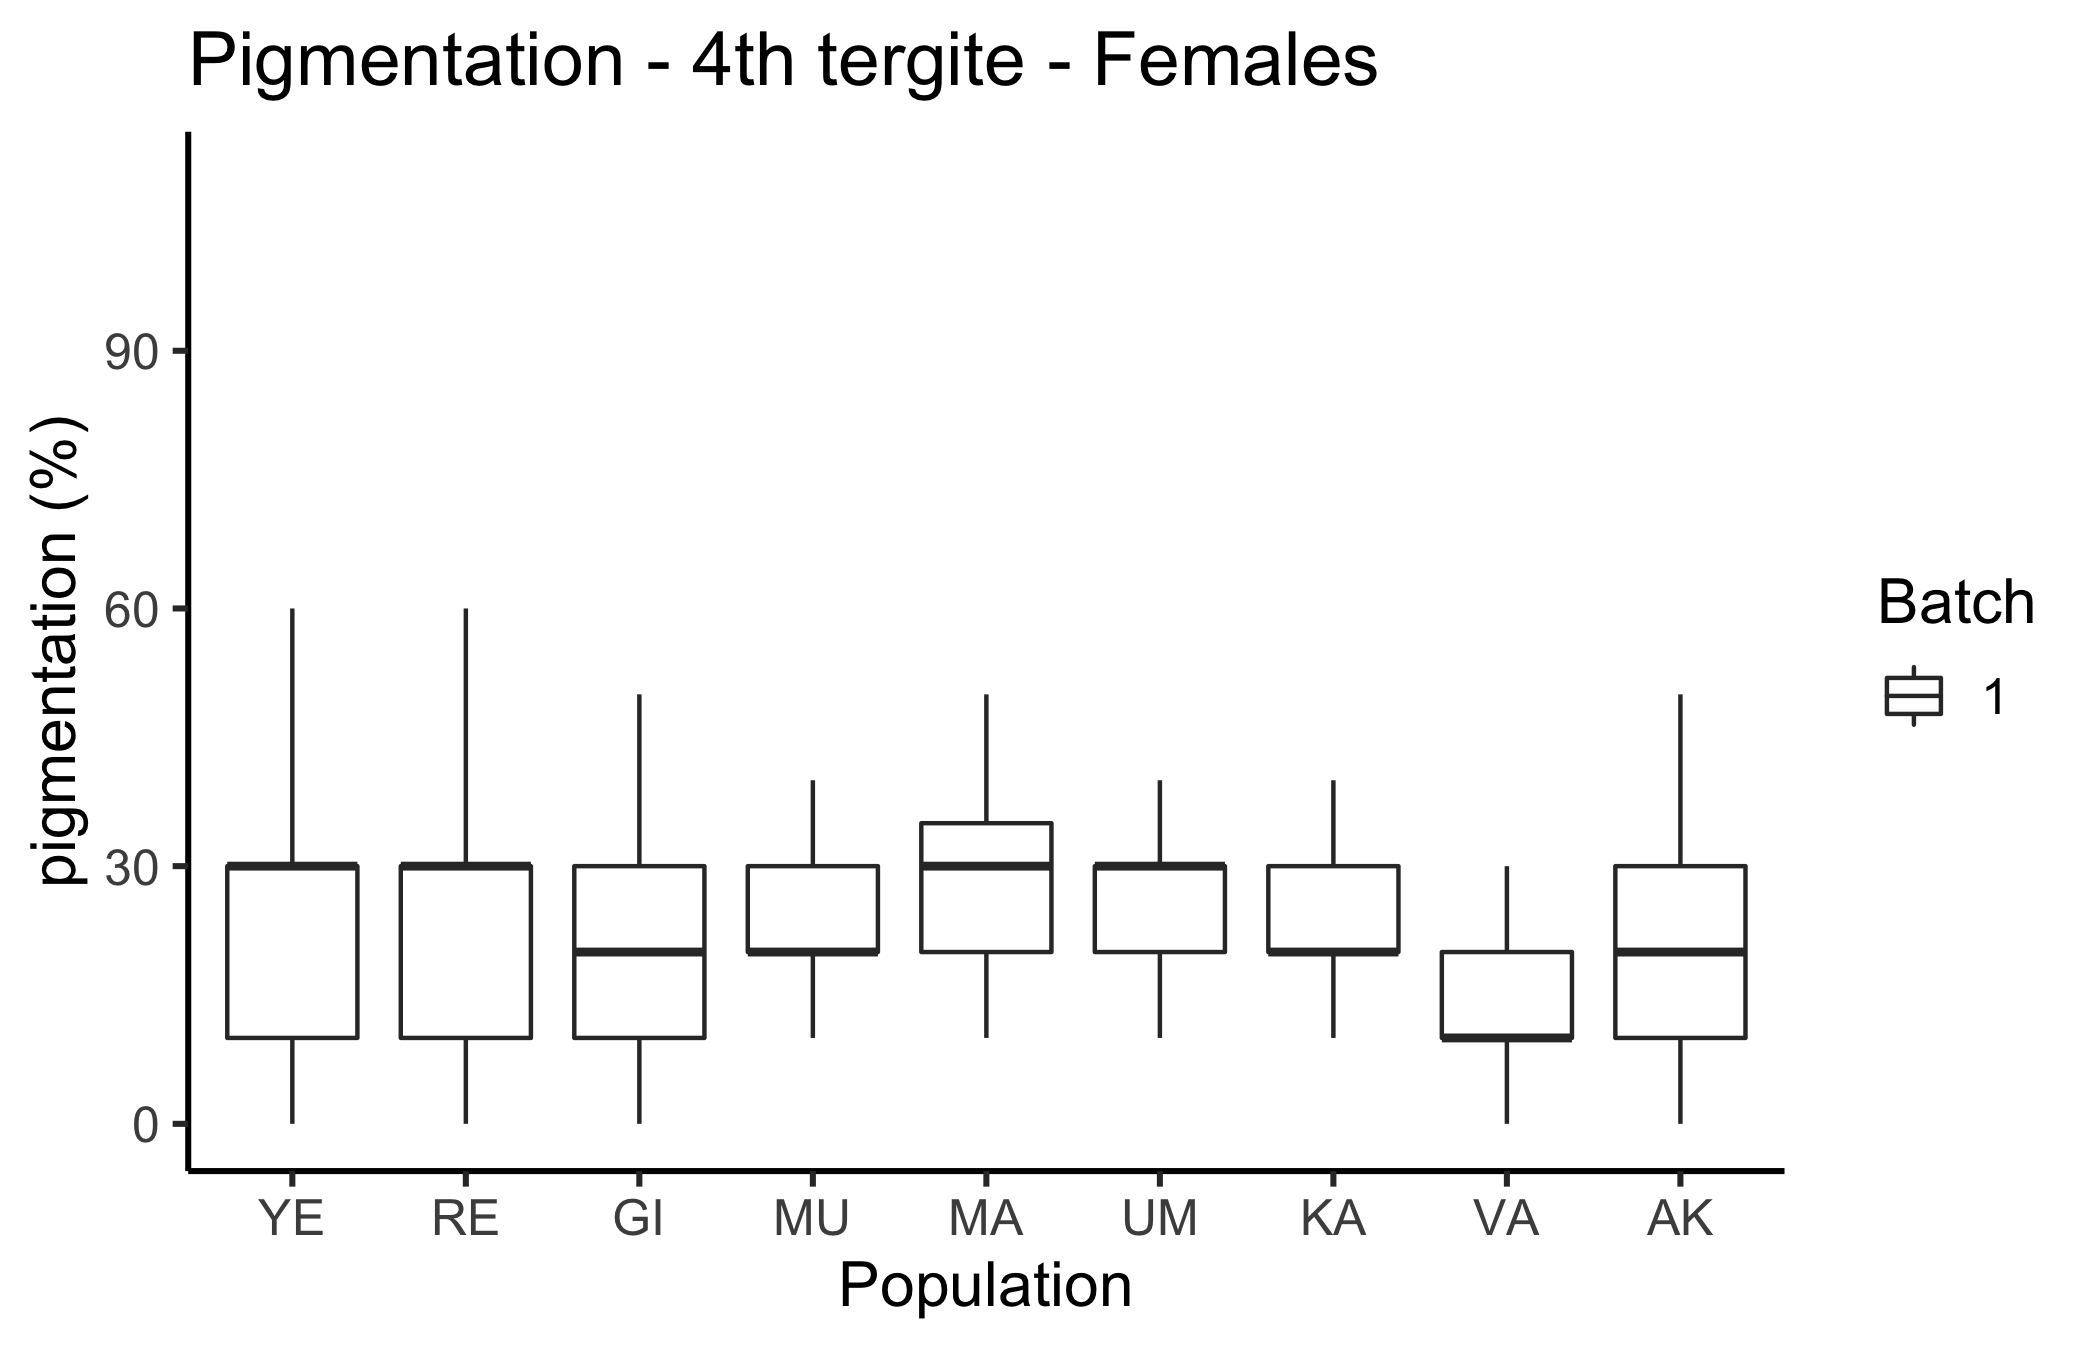 Pigmentation - 4th tergite - Females
pigmentation (%)
90
60
30
0
YE RE GI MU MA UM KA VA AK
Population
Batch
1